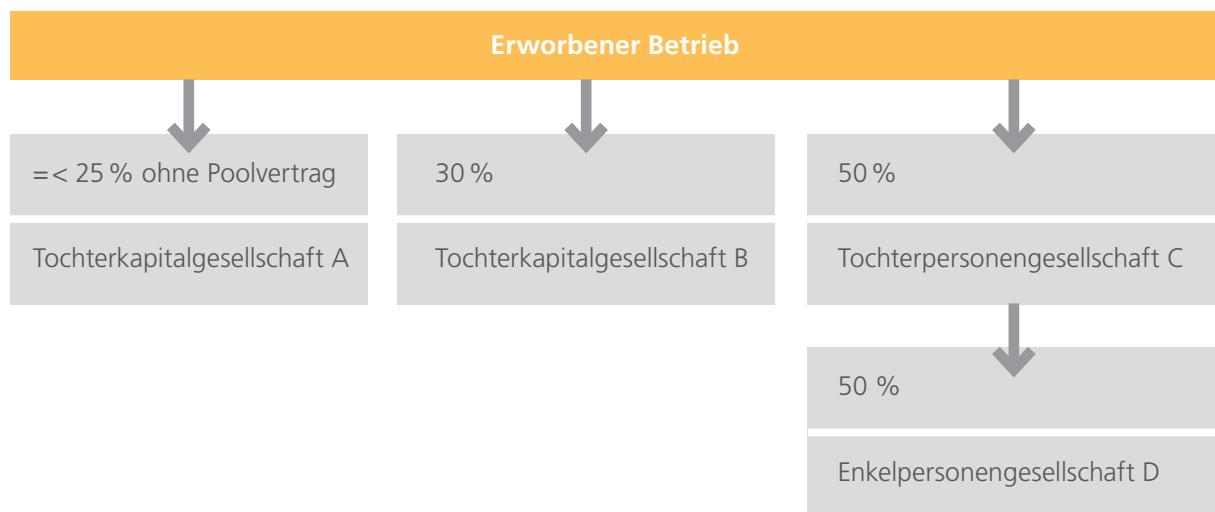 Erworbener Betrieb
=< 25 % ohne Poolvertrag
Tochterkapitalgesellschaft A
30 %
Tochterkapitalgesellschaft B
50 %
Tochterpersonengesellschaft C
50 %
Enkelpersonengesellschaft D